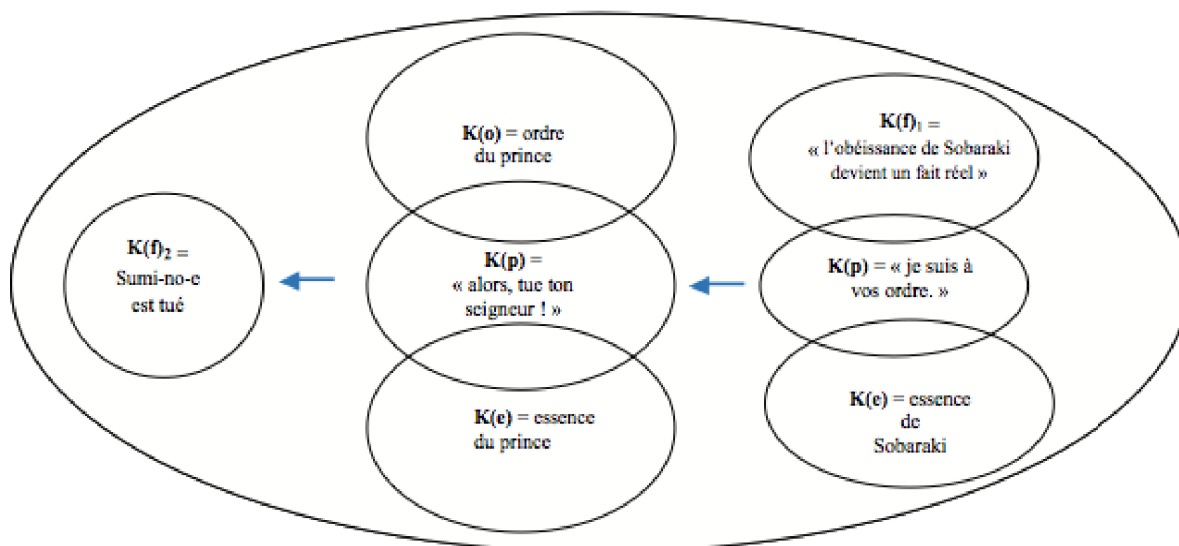 K(o) = ordre
du prince
K(f)₁ =
« l’obéissance de Sobaraki
devient un fait réel »
K(f)₂ =
Sumi-no-e
est tué
K(p) =
« alors, tue ton
seigneur ! »
K(p) = « je suis à
vos ordre. »
K(e) = essence
du prince
K(e) = essence
de
Sobaraki